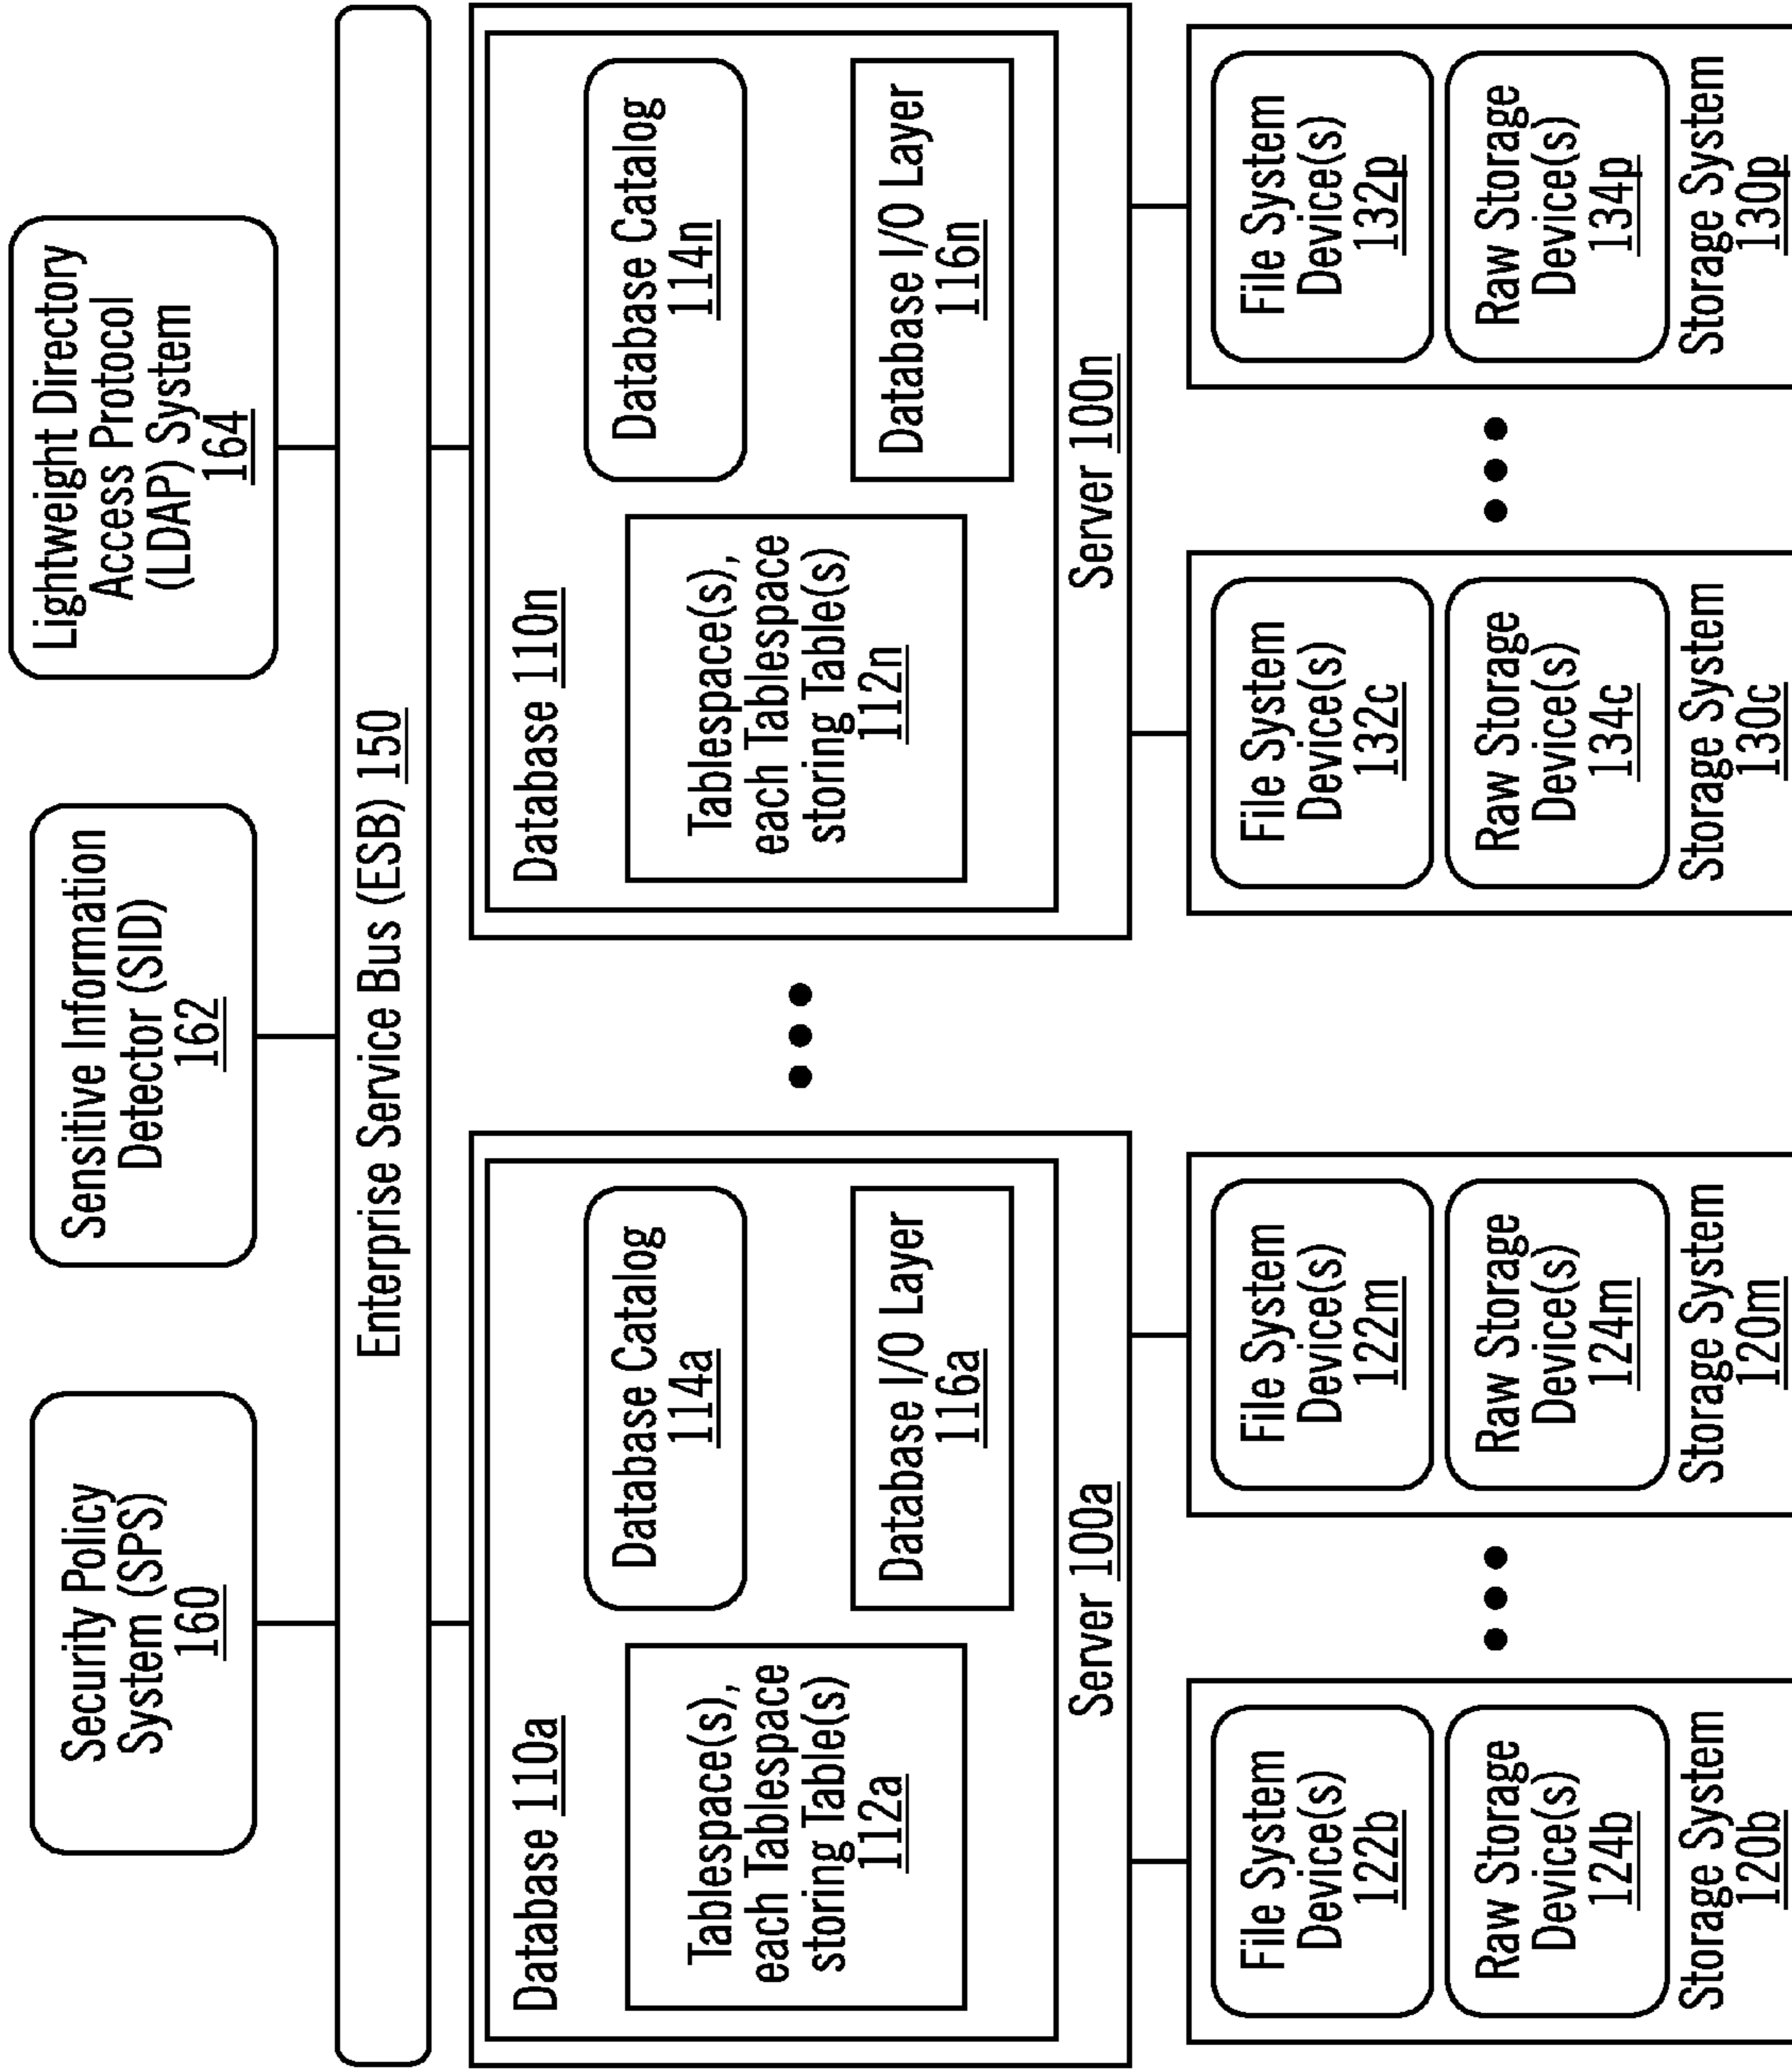 Security Policy
System (SPS)
160
Sensitive Information
Detector (SID)
162
Lightweight Directory
Access Protocol
(LDAP) System
164
Enterprise Service Bus (ESB) 150
Database 110a
Tablespace(s),
each Tablespace
storing Table(s)
112a
Database Catalog
114a
Database I/O Layer
116a
Server 100a
Database 110n
Tablespace(s),
each Tablespace
storing Table(s)
112n
Database Catalog
114n
Database I/O Layer
116n
Server 100n
File System
Device(s)
122b
Raw Storage
Device(s)
124b
Storage System
120b
File System
Device(s)
122m
Raw Storage
Device(s)
124m
Storage System
120m
File System
Device(s)
132c
Raw Storage
Device(s)
134c
Storage System
130c
File System
Device(s)
132p
Raw Storage
Device(s)
134p
Storage System
130p